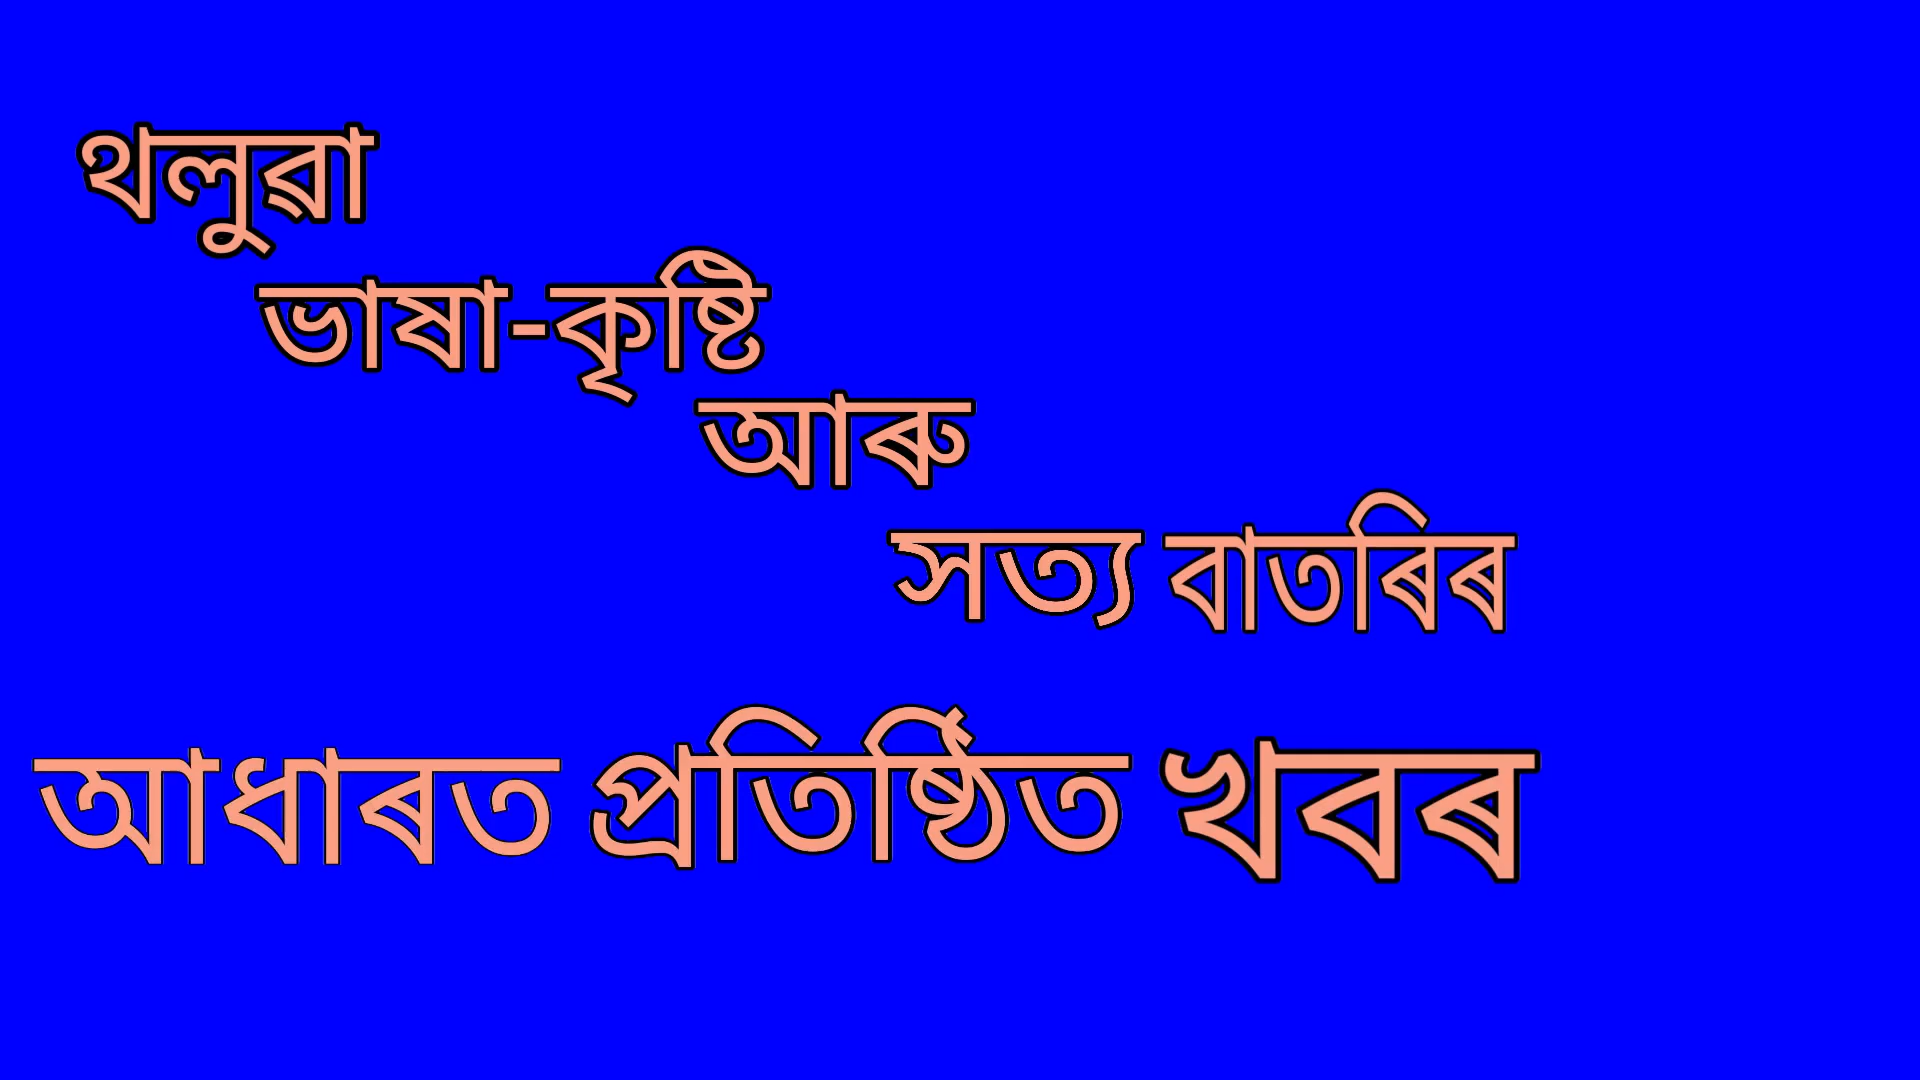 থলুৱা
ভাষা-কৃষ্টি
আৰু
সত্য বাতৰিৰ
আধাৰত প্ৰতিষ্ঠিত খবৰ